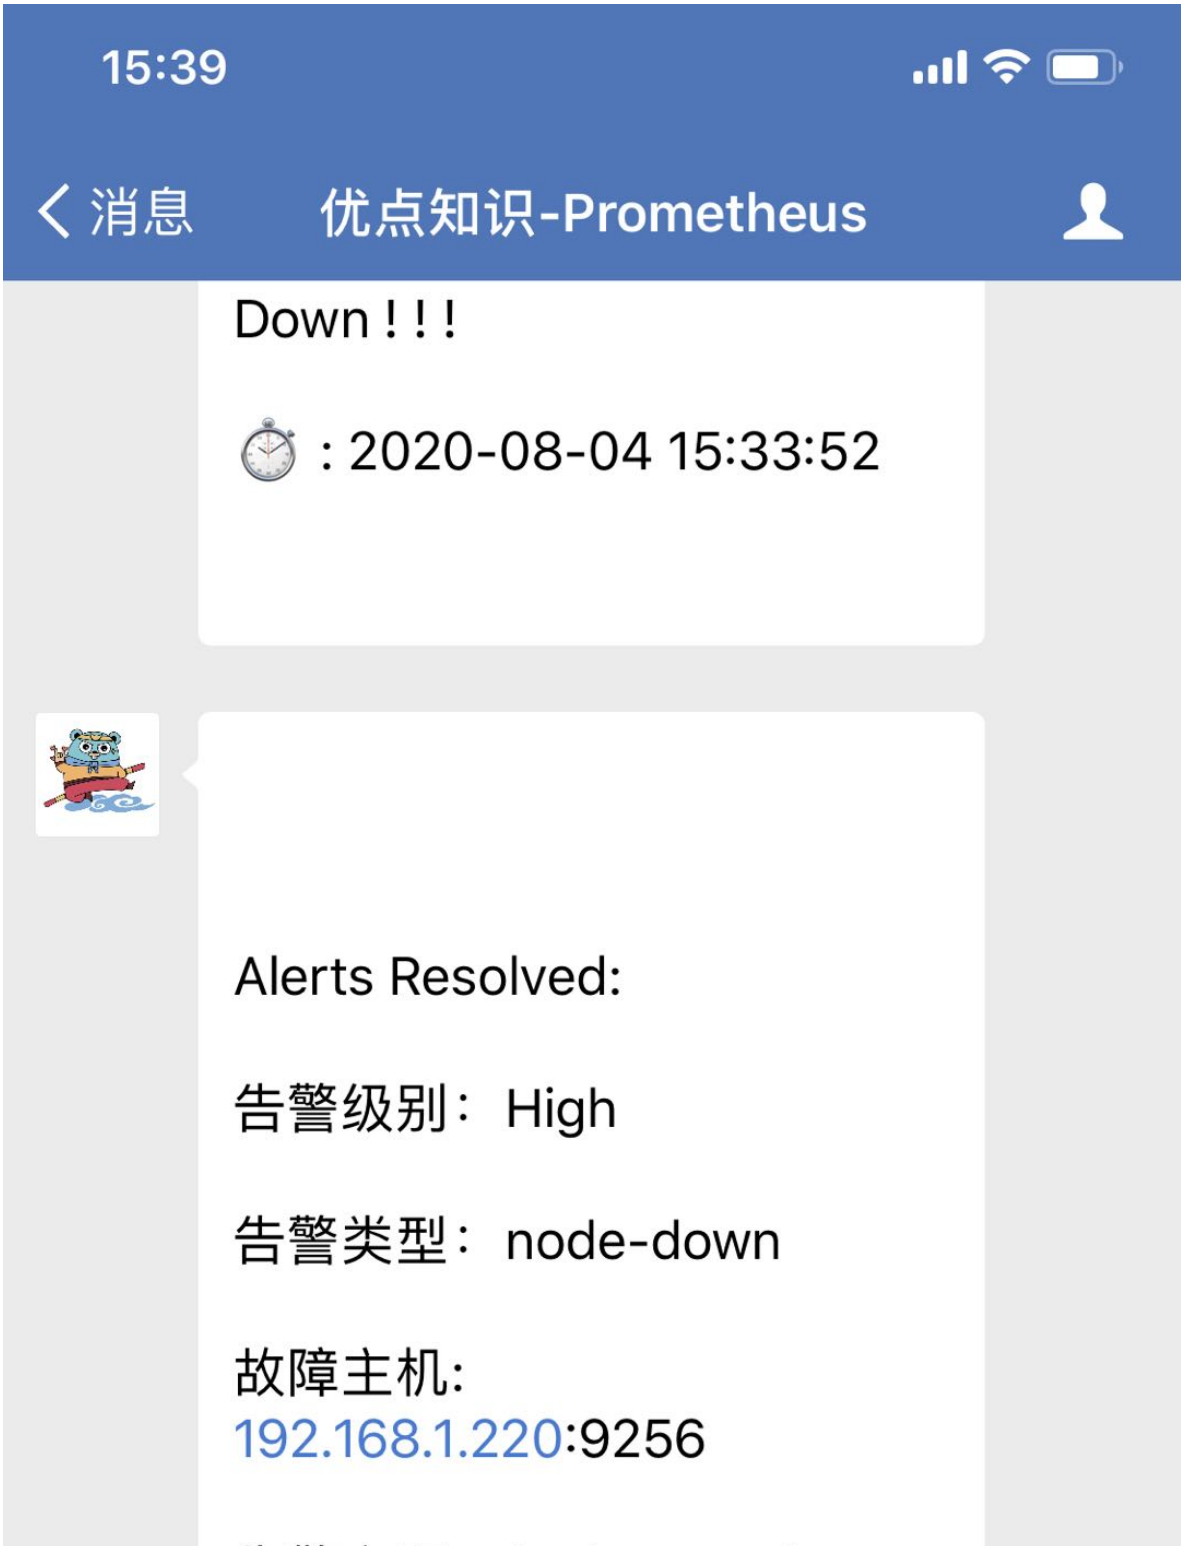 15:39
消息
优点知识-Prometheus
Down！！！
: 2020-08-04 15:33:52
Alerts Resolved:
告警级别：High
告警类型：node-down
故障主机:
192.168.1.220:9256